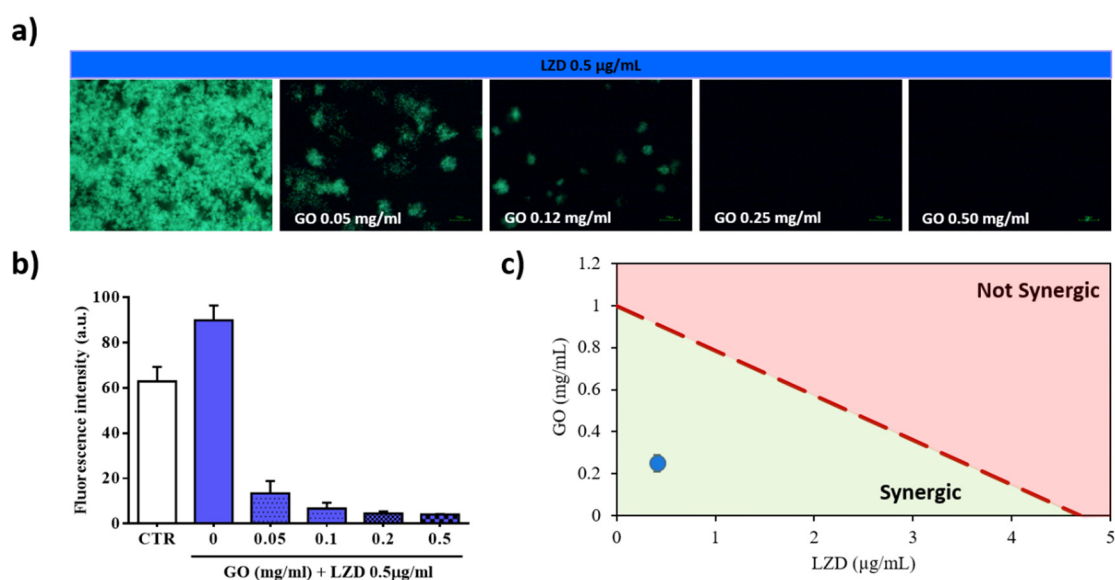 a)
LZD 0.5 µg/mL
GO 0.05 mg/ml
GO 0.12 mg/ml
GO 0.25 mg/ml
GO 0.50 mg/ml
b)
Fluorescence intensity (a.u.)
100
80
60
40
20
0
CTR 0 0.05 0.1 0.2 0.5
GO (mg/ml) + LZD 0.5µg/ml
c)
GO (mg/mL)
1.2
1
0.8
0.6
0.4
0.2
0
Not Synergic
Synergic
0 1 2 3 4 5
LZD (µg/mL)